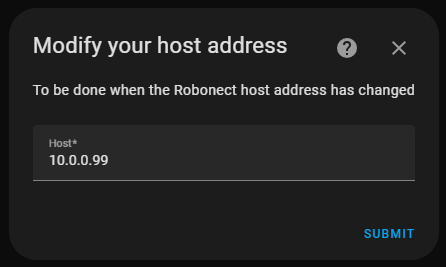 Modify your host address
To be done when the Robonect host address has changed
Host*
10.0.0.99
SUBMIT